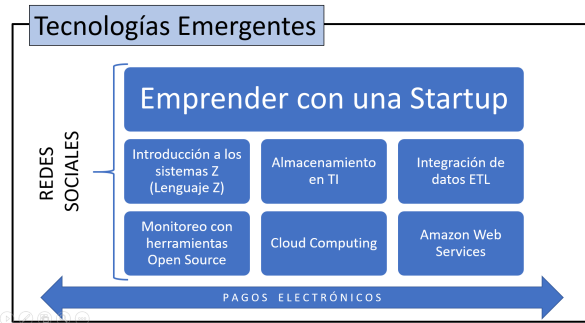 Tecnologías Emergentes
Emprender con una Startup
REDES
SOCIALES
Introducción a los
sistemas Z
(Lenguaje Z)
Almacenamiento
en TI
Integración de
datos ETL
Monitoreo con
herramientas
Open Source
Cloud Computing
Amazon Web
Services
PAGOS ELECTRÓNICOS